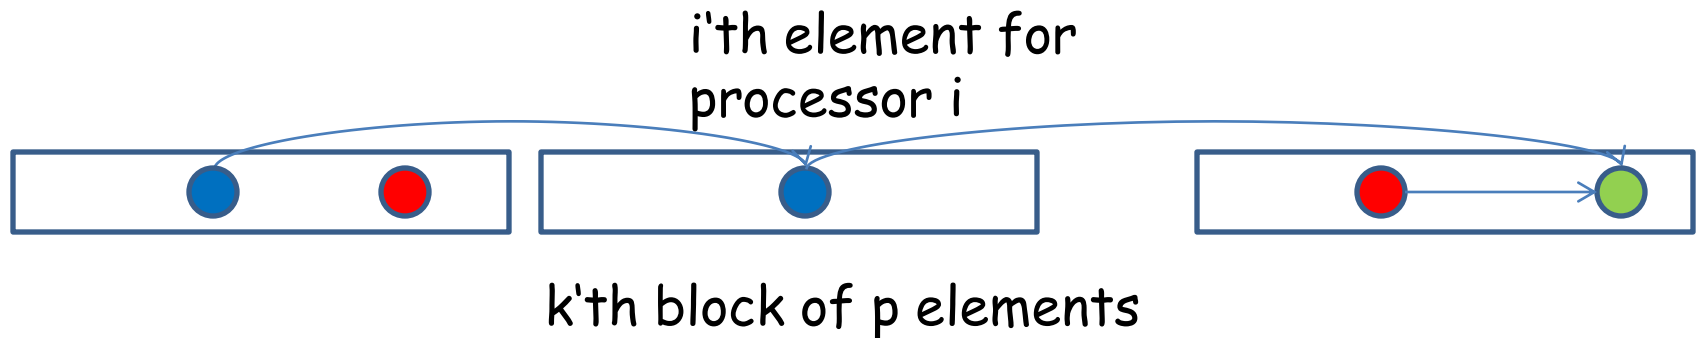 i‘th element for
processor i
k‘th block of p elements